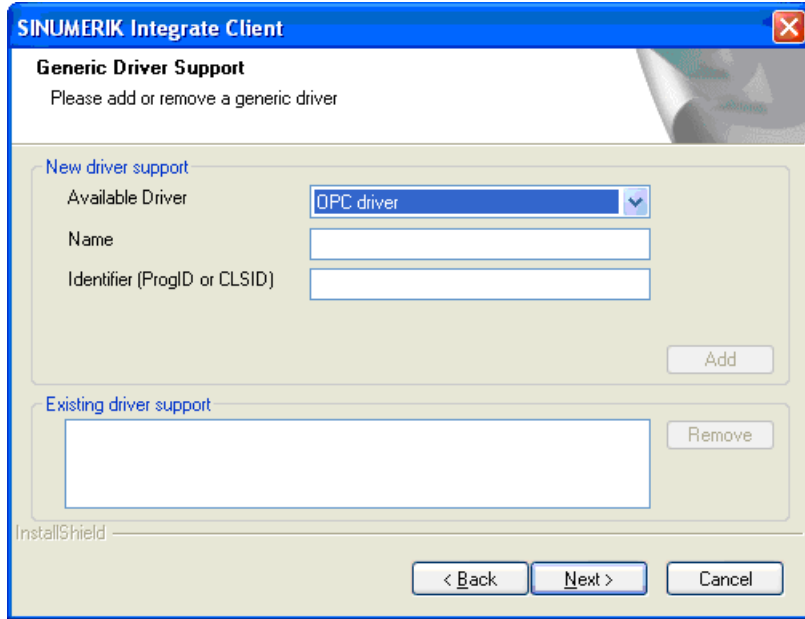 SINUMERIK Integrate Client
Generic Driver Support
Please add or remove a generic driver
New driver support
Available Driver
OPC driver
Name
Identifier (ProgID or CLSID)
Add
Existing driver support
Remove
InstallShield
< Back
Next >
Cancel